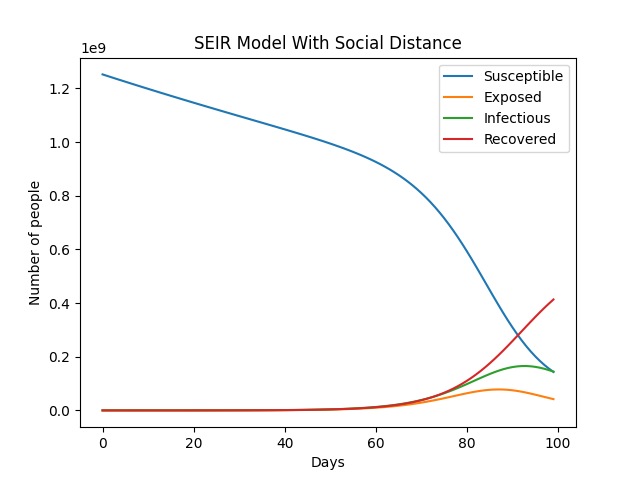 SEIR Model With Social Distance
1e9
Susceptible
Exposed
Infectious
Recovered
Number of people
1.2
1.0
0.8
0.6
0.4
0.2
0.0
0 20 40 60 80 100
Days